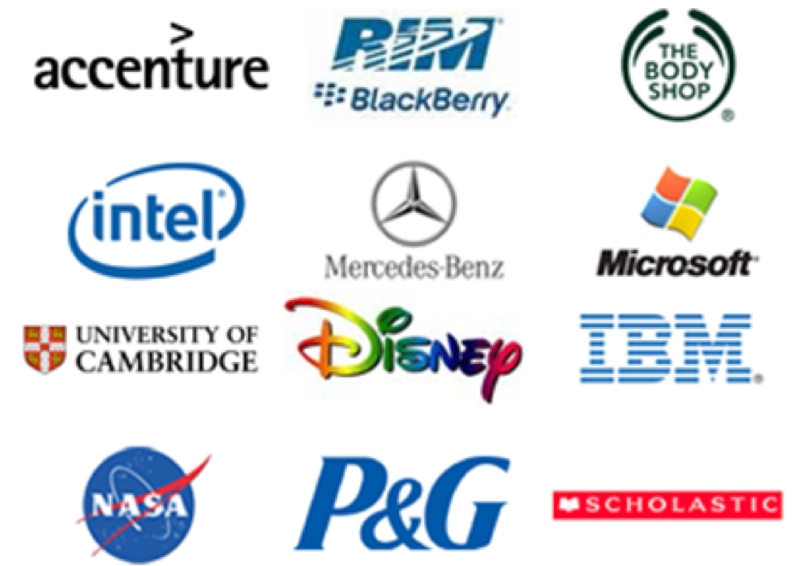 accenture
RIM
BlackBerry
THE
BODY
SHOP
®
intel®
Mercedes-Benz
Microsoft®
UNIVERSITY OF
CAMBRIDGE
DISNEY
IBM®
NASA
P&G
SCHOLASTIC